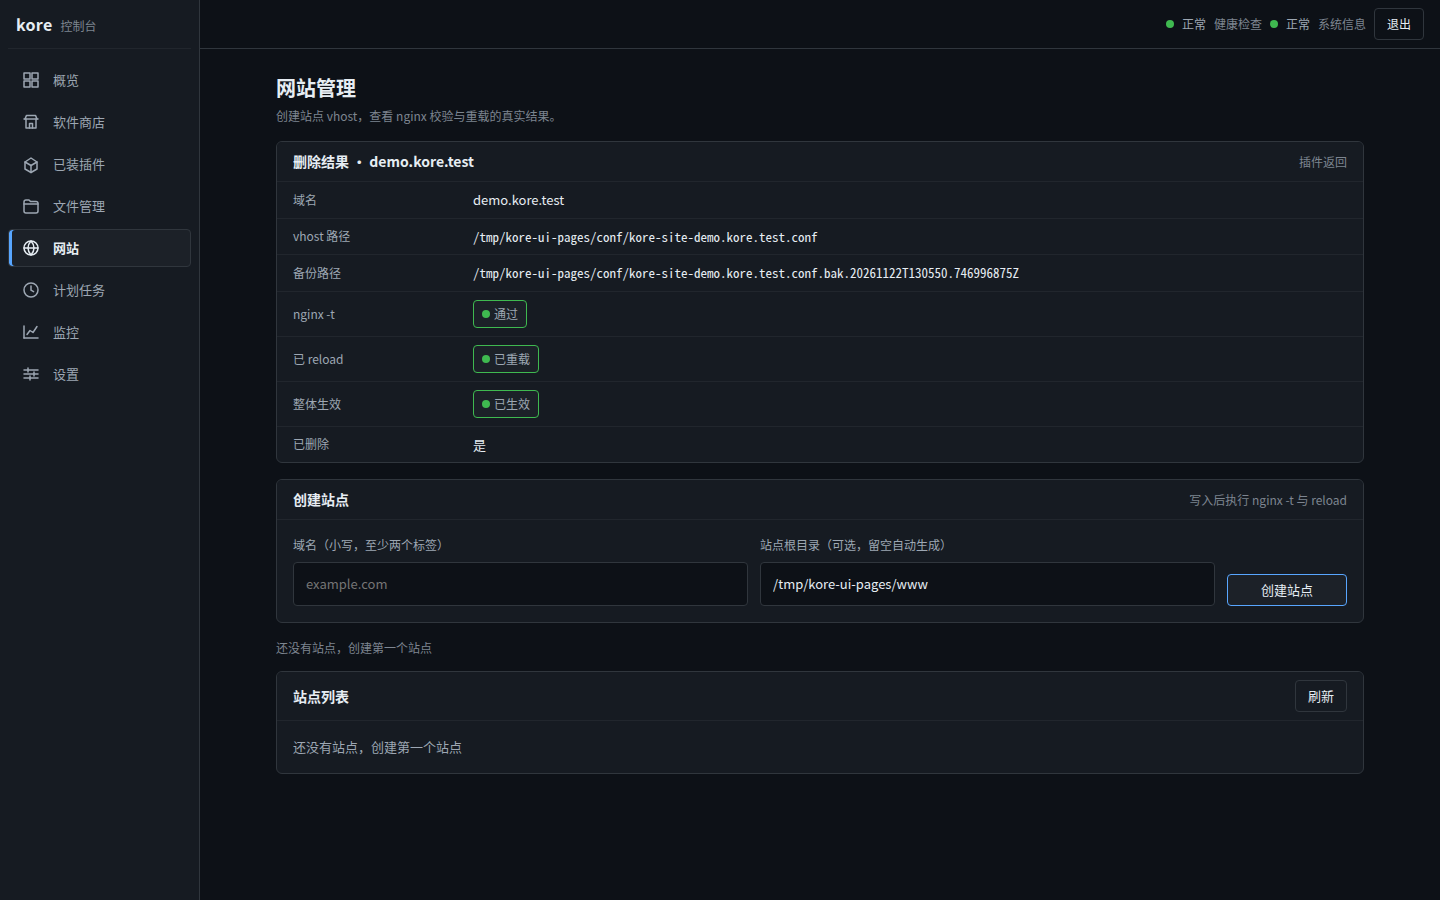 kore 控制台
正常 健康检查 正常 系统信息 退出
概览
软件商店
已装插件
文件管理
网站
计划任务
监控
设置
网站管理
创建站点 vhost，查看 nginx 校验与重载的真实结果。
删除结果 • demo.kore.test 插件返回
域名 demo.kore.test
vhost 路径 /tmp/kore-ui-pages/conf/kore-site-demo.kore.test.conf
备份路径 /tmp/kore-ui-pages/conf/kore-site-demo.kore.test.conf.bak.20261122T130550.746996875Z
nginx -t 通过
已 reload 已重载
整体生效 已生效
已删除 是
创建站点 写入后执行 nginx -t 与 reload
域名（小写，至少两个标签） 站点根目录（可选，留空自动生成）
example.com /tmp/kore-ui-pages/www 创建站点
还没有站点，创建第一个站点
站点列表 刷新
还没有站点，创建第一个站点